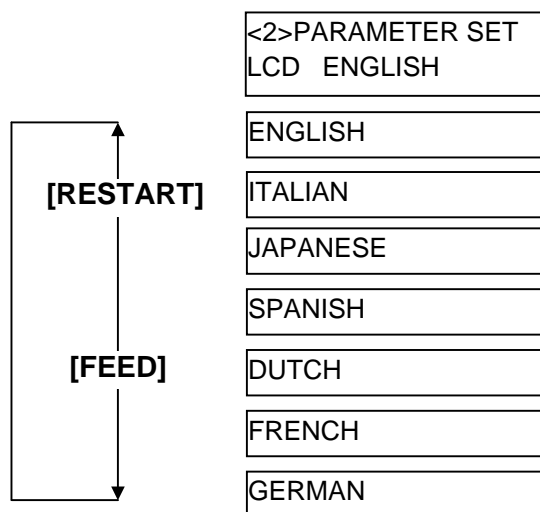 <2>PARAMETER SET
LCD ENGLISH
ENGLISH
[RESTART]
ITALIAN
JAPANESE
SPANISH
[FEED]
DUTCH
FRENCH
GERMAN